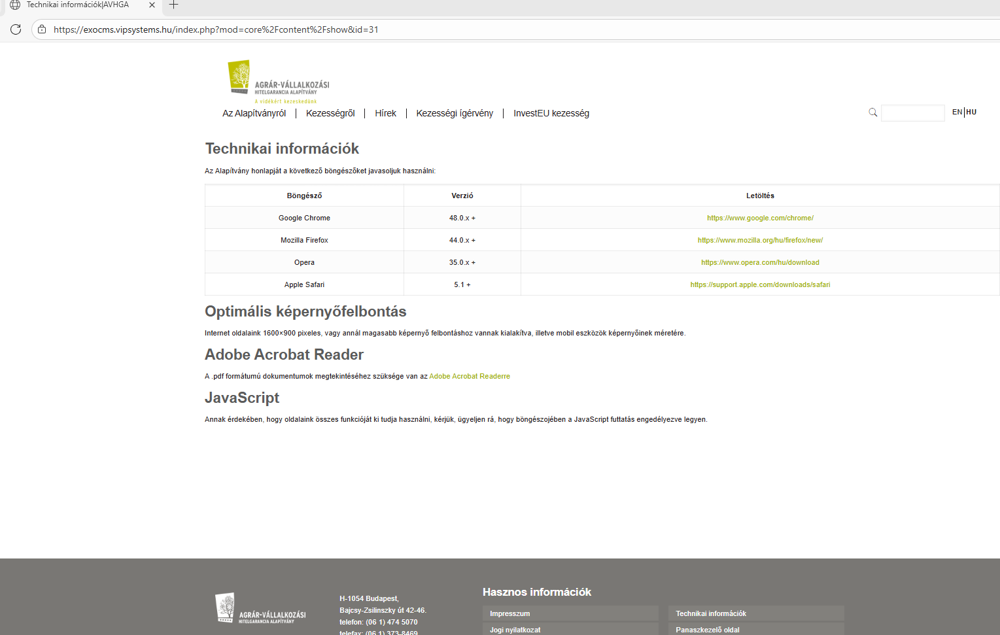 Technikai információk|AVHGA
https://exocms.vipsystems.hu/index.php?mod=core%2Fcontent%2Fshow&id=31
AGRÁR-VÁLLALKOZÁSI
HITELGARANCIA ALAPÍTVÁNY
A vidékért kezeskedünk
Az Alapítványról | Kezességről | Hírek | Kezességi ígérvény | InvestEU kezesség
EN|HU
Technikai információk
Az Alapítvány honlapját a következő böngészőket javasoljuk használni:
Böngésző Verzió Letöltés
Google Chrome 48.0.x + https://www.google.com/chrome/
Mozilla Firefox 44.0.x + https://www.mozilla.org/hu/firefox/new/
Opera 35.0.x + https://www.opera.com/hu/download
Apple Safari 5.1 + https://support.apple.com/downloads/safari
Optimális képernyőfelbontás
Internet oldalaink 1600×900 pixeles, vagy annál magasabb képernyő felbontáshoz vannak kialakítva, illetve mobil eszközök képernyőinek méretére.
Adobe Acrobat Reader
A .pdf formátumú dokumentumok megtekintéséhez szüksége van az Adobe Acrobat Readerre
JavaScript
Annak érdekében, hogy oldalaink összes funkcióját ki tudja használni, kérjük, ügyeljen rá, hogy böngészojében a JavaScript futtatás engedélyezve legyen.
AGRÁR-VÁLLALKOZÁSI
HITELGARANCIA ALAPÍTVÁNY
H-1054 Budapest,
Bajcsy-Zsilinszky út 42-46.
telefon: (06 1) 474 5070
telefax: (06 1) 373-8469
Hasznos információk
Impresszum
Technikai információk
Jogi nyilatkozat
Panaszkezelő oldal